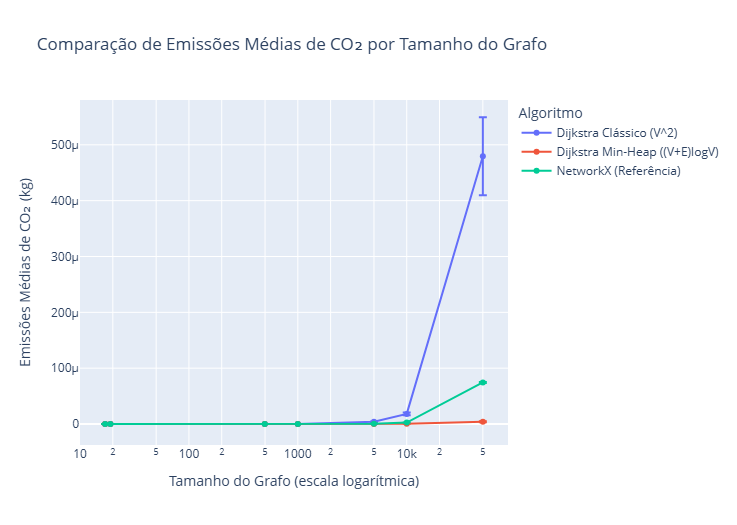 Comparação de Emissões Médias de CO₂ por Tamanho do Grafo
Algoritmo
Dijkstra Clássico (V^2)
Dijkstra Min-Heap ((V+E)logV)
NetworkX (Referência)
Emissões Médias de CO₂ (kg)
500μ
400μ
300μ
200μ
100μ
0
10 2 5 100 2 5 1000 2 5 10k 2 5
Tamanho do Grafo (escala logarítmica)